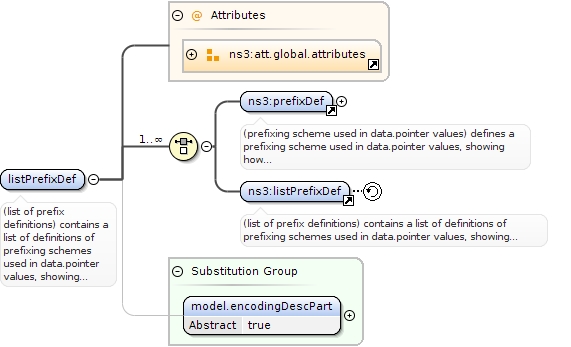 @ Attributes
ns3:att.global.attributes
ns3:prefixDef
(prefixing scheme used in data.pointer values) defines a
prefixing scheme used in data.pointer values, showing
how...
1..∞
listPrefixDef
(list of prefix
definitions) contains a
list of definitions of
prefixing schemes
used in data.pointer
values, showing...
ns3:listPrefixDef
(list of prefix definitions) contains a list of definitions of
prefixing schemes used in data.pointer values, showing...
Substitution Group
model.encodingDescPart
Abstract true